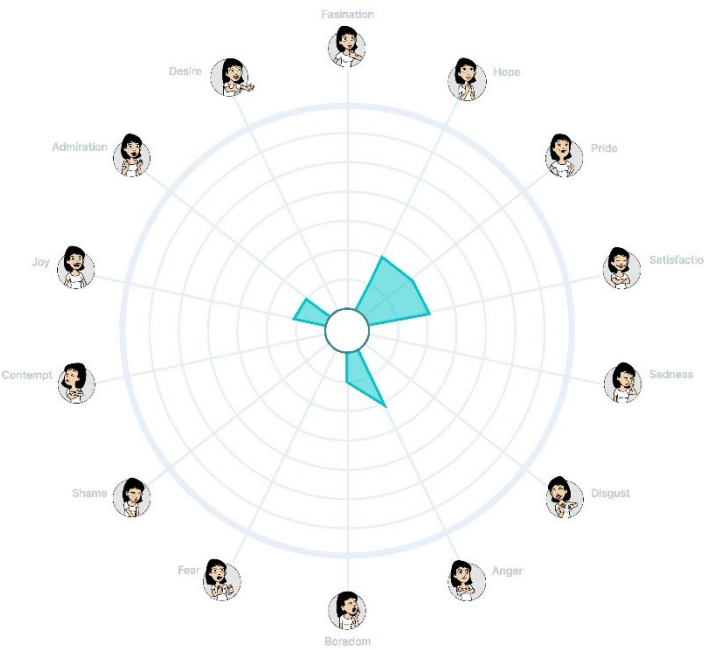 Fasination
Desire
Hope
Admiration
Pride
Joy
Satisfactio
Contempt
Sadness
Shame
Disgust
Fear
Anger
Boredom